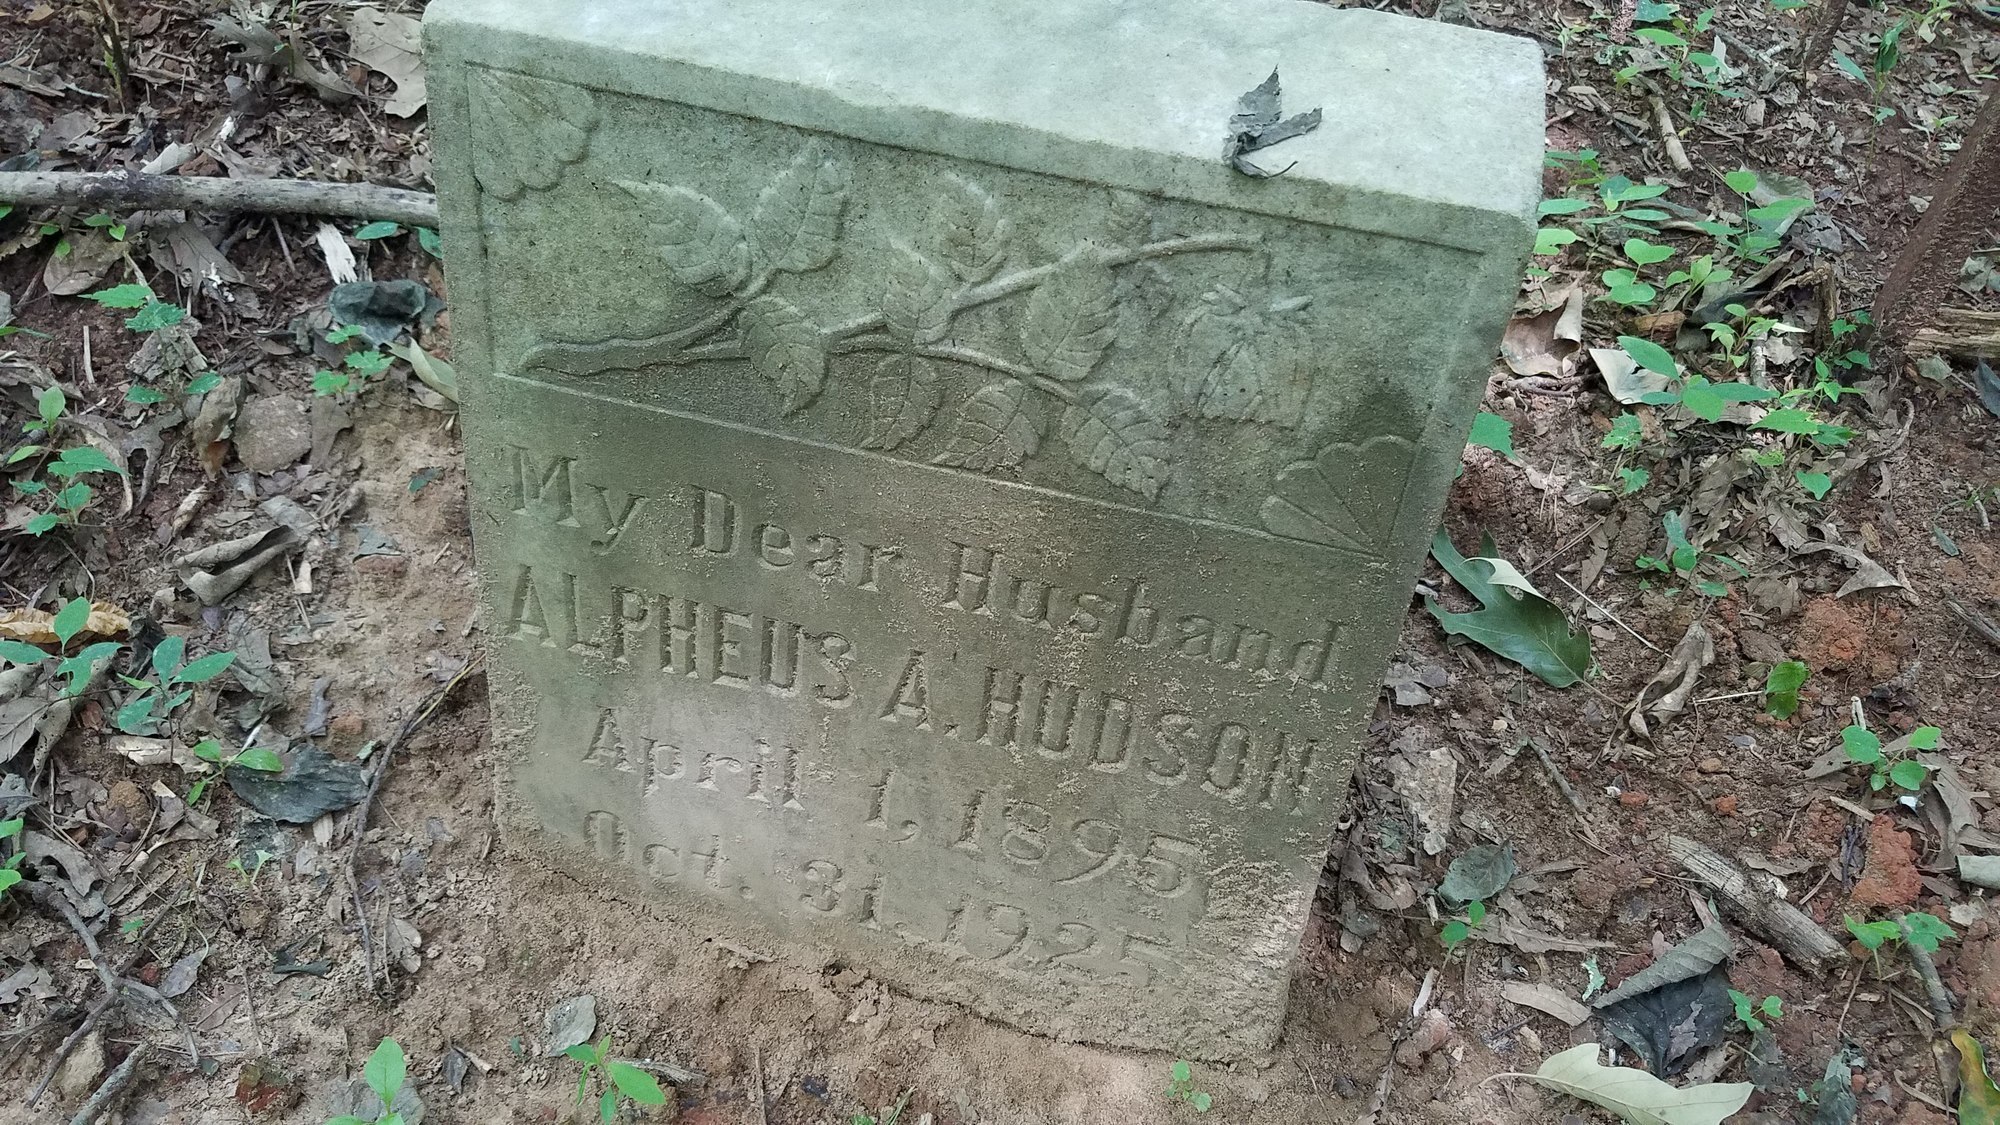 My Dear Husband
ALPHEUS A. HUDSON
April 1, 1895
Oct. 31, 1925